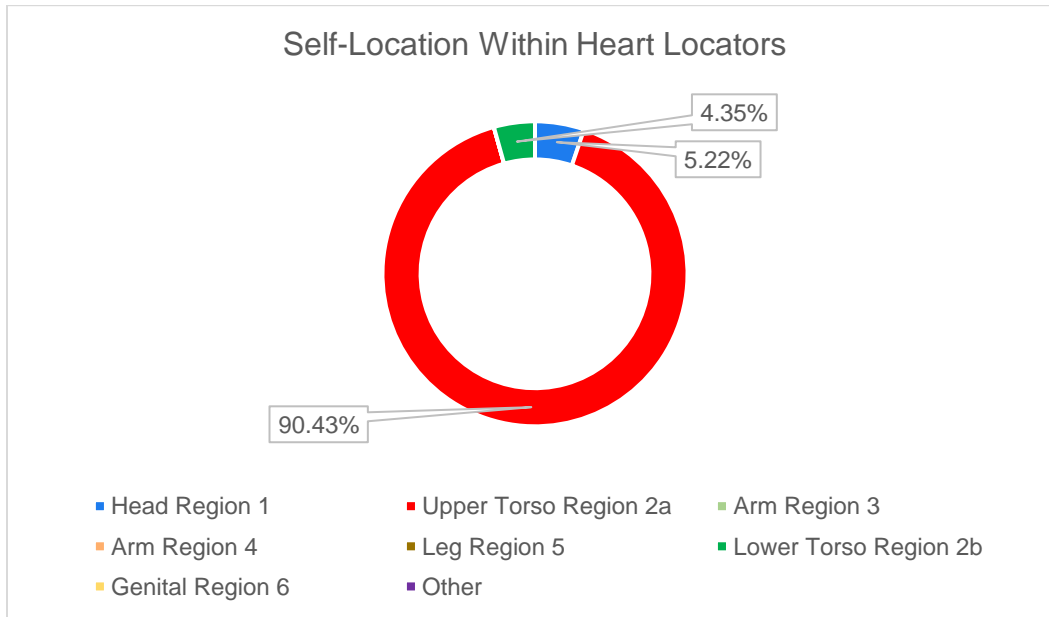 Self-Location Within Heart Locators
4.35%
5.22%
90.43%
Head Region 1
Upper Torso Region 2a
Arm Region 3
Arm Region 4
Leg Region 5
Lower Torso Region 2b
Genital Region 6
Other